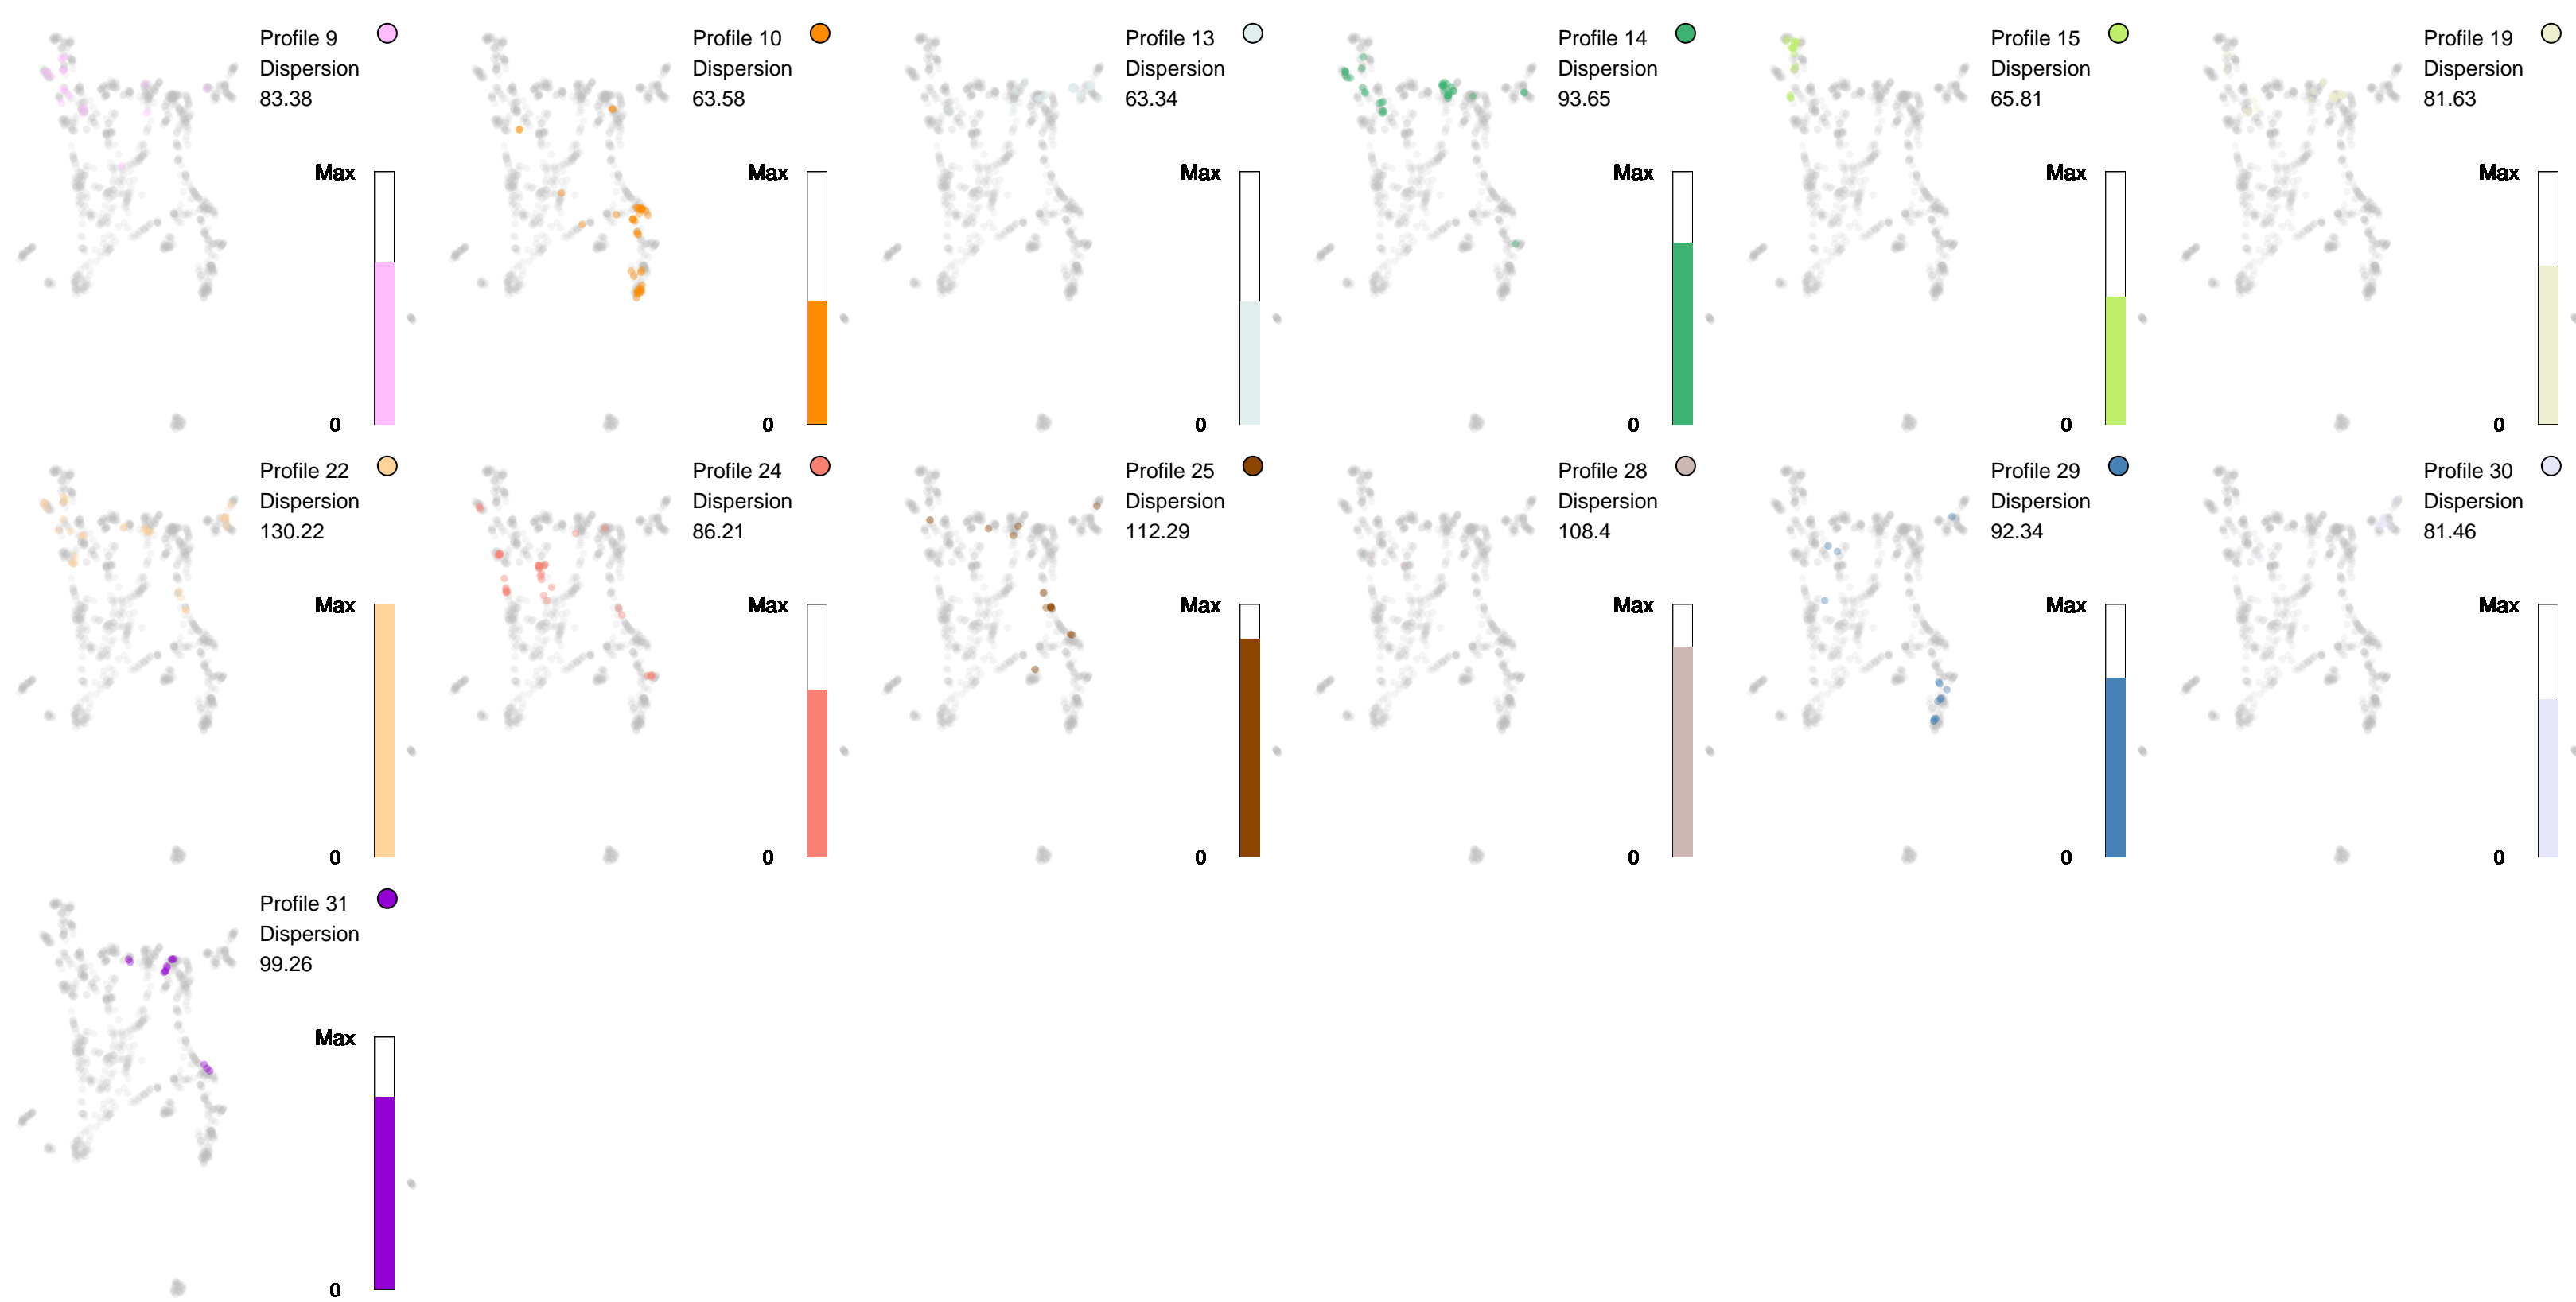 Profile 9
Dispersion
83.38
Max
0
Profile 10
Dispersion
63.58
Max
0
Profile 13
Dispersion
63.34
Max
0
Profile 14
Dispersion
93.65
Max
0
Profile 15
Dispersion
65.81
Max
0
Profile 19
Dispersion
81.63
Max
0
Profile 22
Dispersion
130.22
Max
0
Profile 24
Dispersion
86.21
Max
0
Profile 25
Dispersion
112.29
Max
0
Profile 28
Dispersion
108.4
Max
0
Profile 29
Dispersion
92.34
Max
0
Profile 30
Dispersion
81.46
Max
0
Profile 31
Dispersion
99.26
Max
0